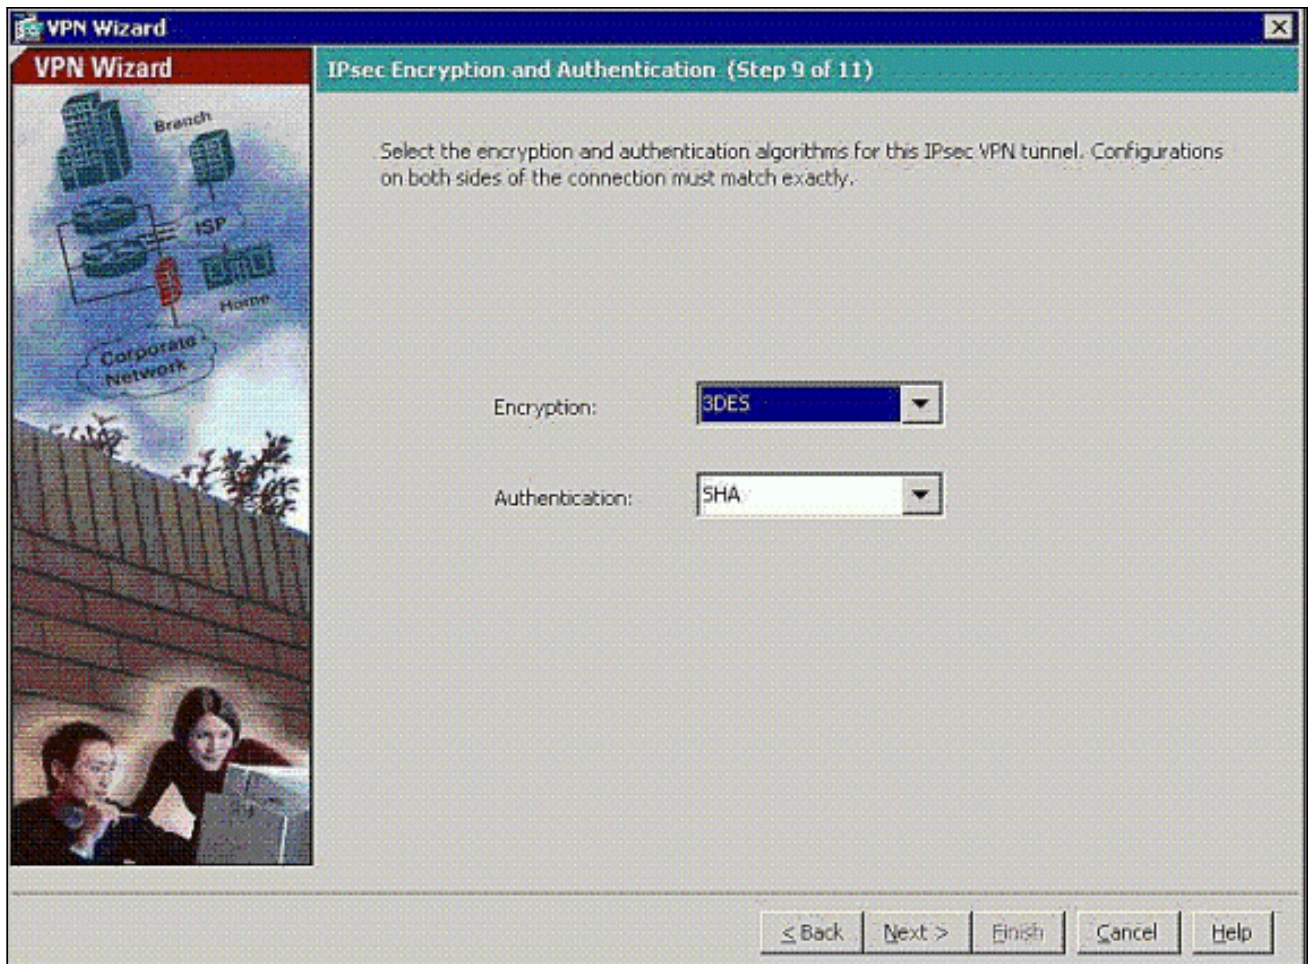 VPN Wizard
VPN Wizard
IPsec Encryption and Authentication (Step 9 of 11)
Branch
ISP
Home
Corporate
Network
Select the encryption and authentication algorithms for this IPsec VPN tunnel. Configurations
on both sides of the connection must match exactly.
Encryption: 3DES
Authentication: SHA
< Back Next > Finish Cancel Help